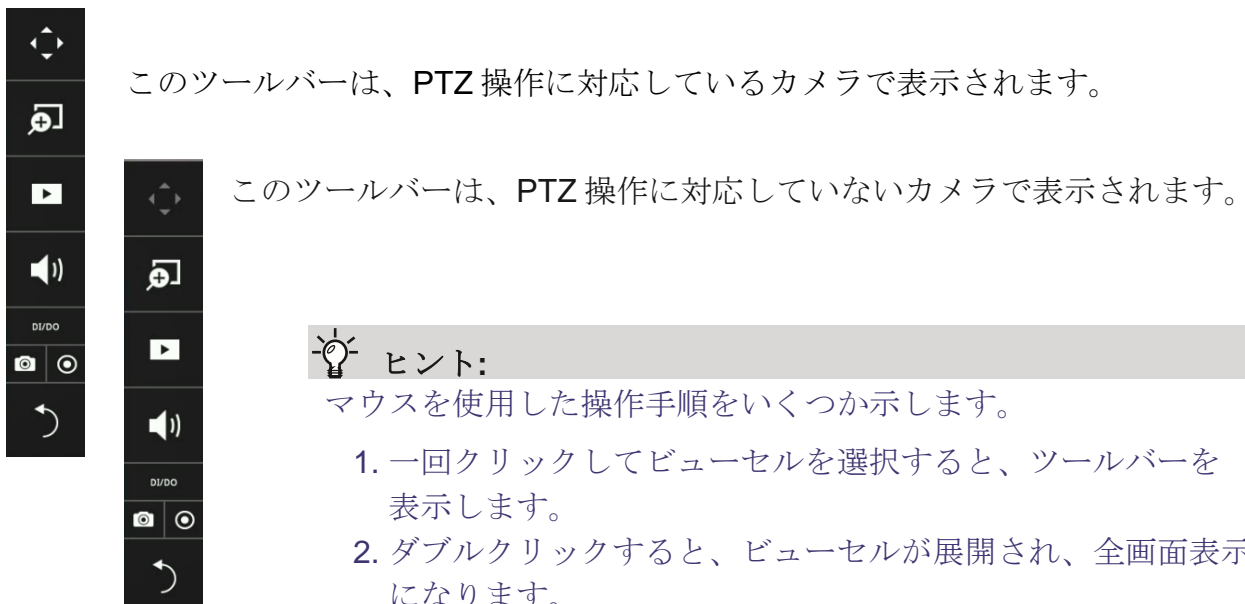 このツールバーは、PTZ 操作に対応しているカメラで表示されます。
DI/DO
このツールバーは、PTZ 操作に対応していないカメラで表示されます。
DI/DO
ヒント:
マウスを使用した操作手順をいくつか示します。
1. 一回クリックしてビューセルを選択すると、ツールバーを
表示します。
2. ダブルクリックすると、ビューセルが展開され、全画面表示
になります。